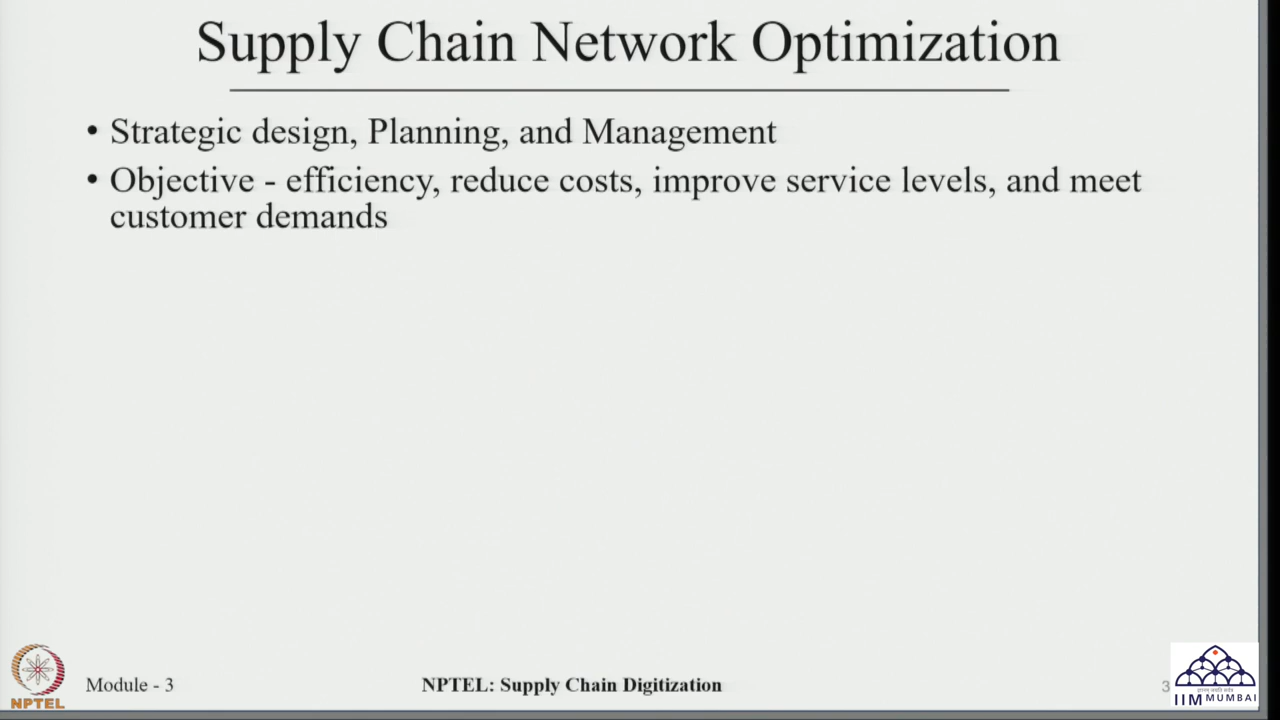 Supply Chain Network Optimization
• Strategic design, Planning, and Management
• Objective - efficiency, reduce costs, improve service levels, and meet
customer demands
NPTEL
Module - 3
NPTEL: Supply Chain Digitization
3
IIM MUMBAI